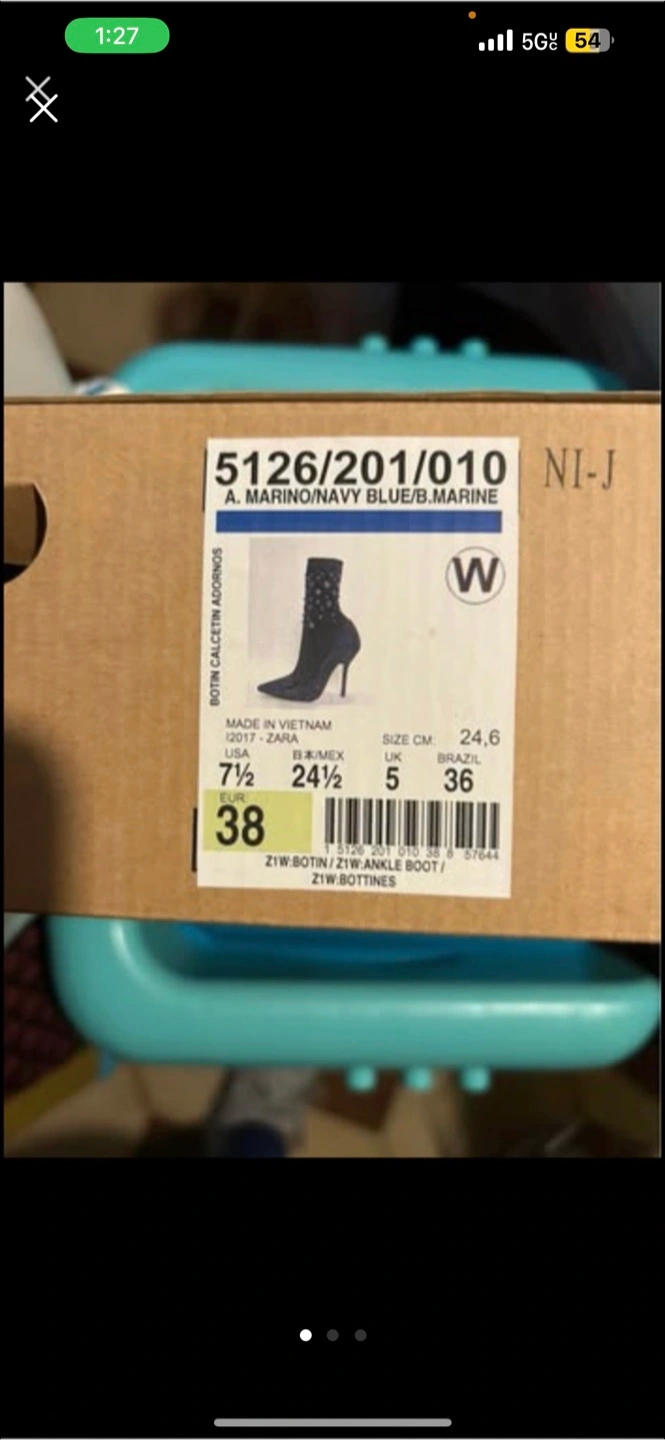 1:27
5G
54
5126/201/010
NI-J
A. MARINO/NAVY BLUE/B.MARINE
W
BOTIN CALCETIN ADORNOS
MADE IN VIETNAM
I2017 - ZARA
SIZE CM: 24,6
USA 日本/MEX UK BRAZIL
7½ 24½ 5 36
EUR.
38
1 5126 201 010 38 8 57644
Z1W:BOTIN / Z1W:ANKLE BOOT /
Z1W:BOTTINES